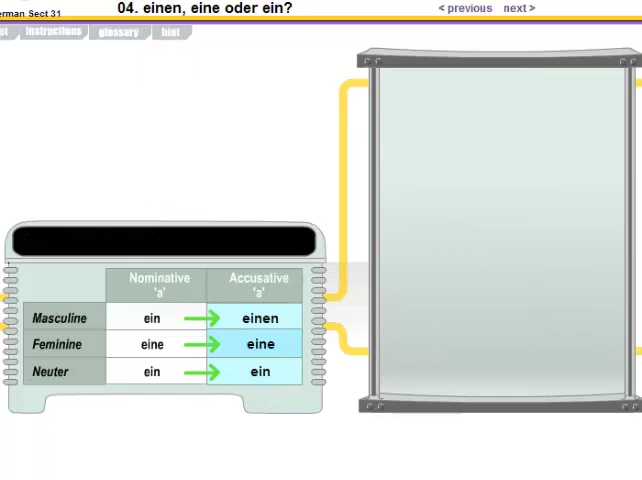 04. einen, eine oder ein?
< previous next >
erman Sect 31
instructions glossary hint
Nominative Accusative
'a' 'a'
Masculine ein einen
Feminine eine eine
Neuter ein ein